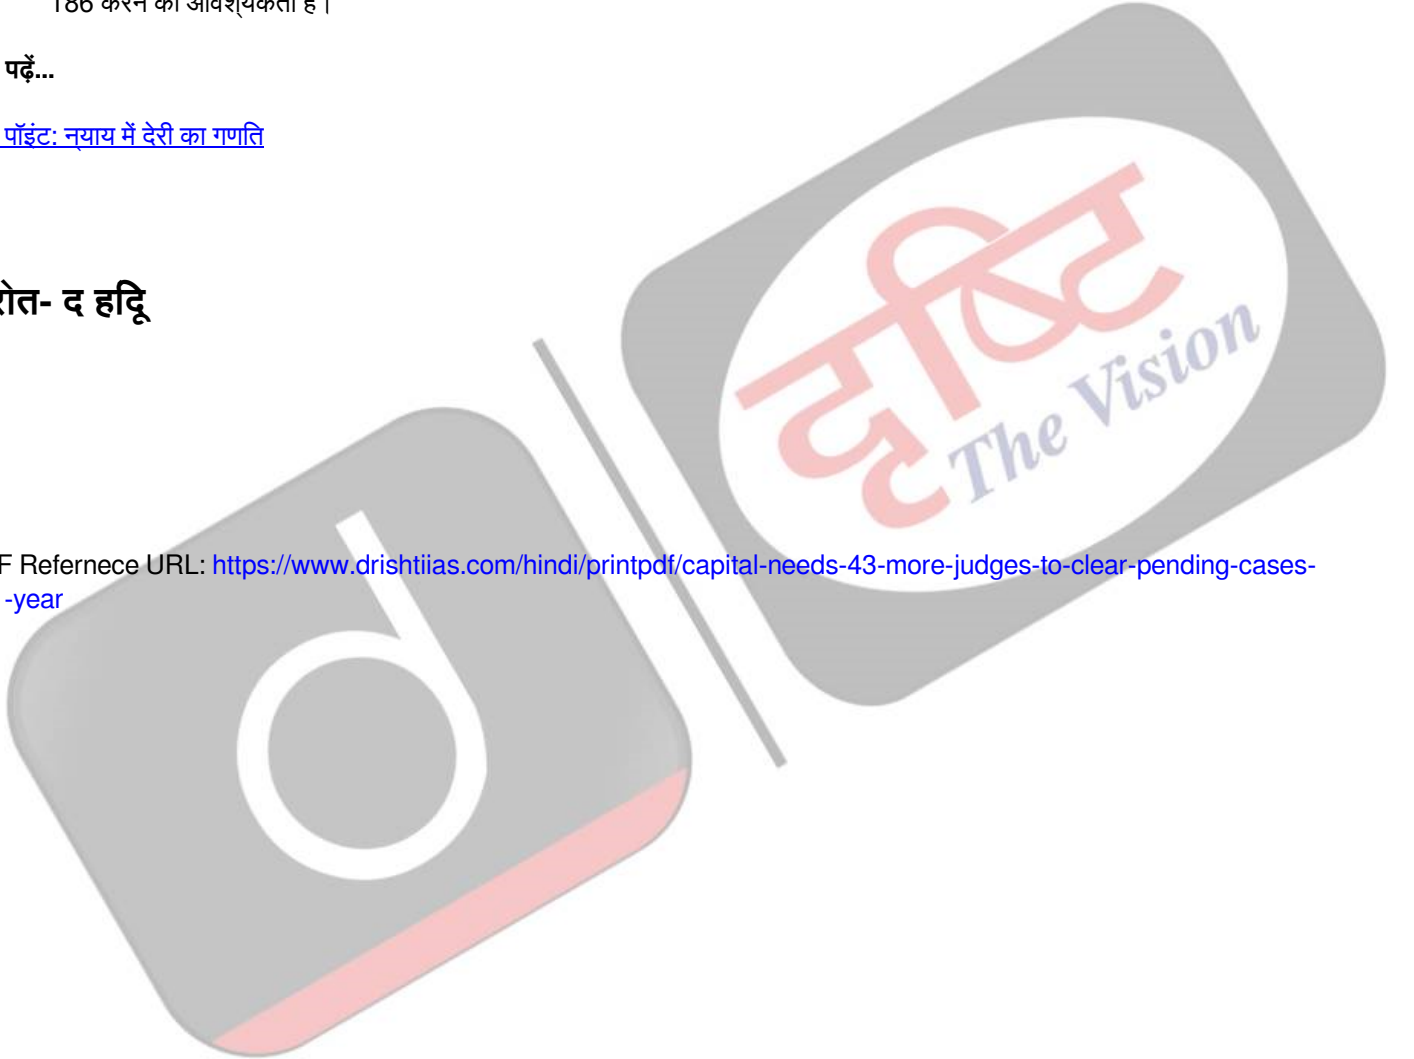 186 करने की आवश्यकता है।
पढ़ें...
पॉइंट: न्याय में देरी का गणति
रोत- द हिदू
F Refernece URL: https://www.drishtiias.com/hindi/printpdf/capital-needs-43-more-judges-to-clear-pending-cases-
-year
दृष्टि
The Vision
d